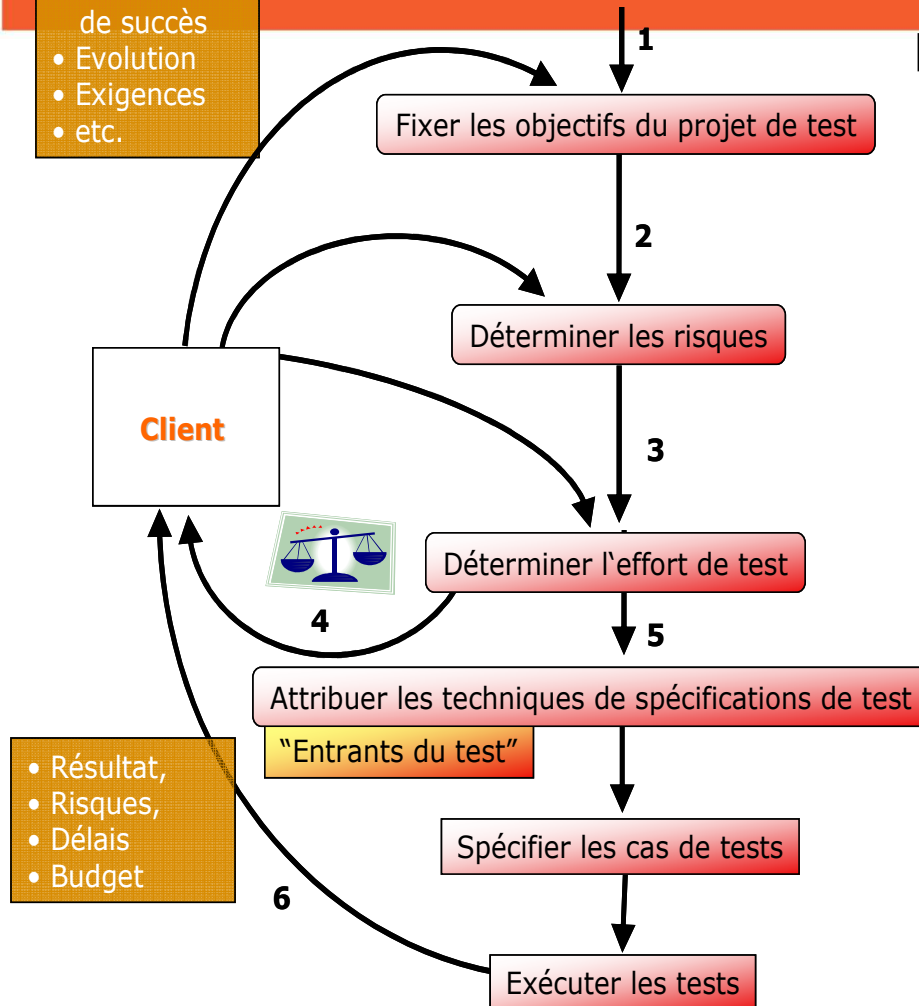 de succès
• Evolution
• Exigences
• etc.
1
Fixer les objectifs du projet de test
2
Déterminer les risques
Client
3
Déterminer l‘effort de test
4
5
Attribuer les techniques de spécifications de test
“Entrants du test”
• Résultat,
• Risques,
• Délais
• Budget
Spécifier les cas de tests
6
Exécuter les tests